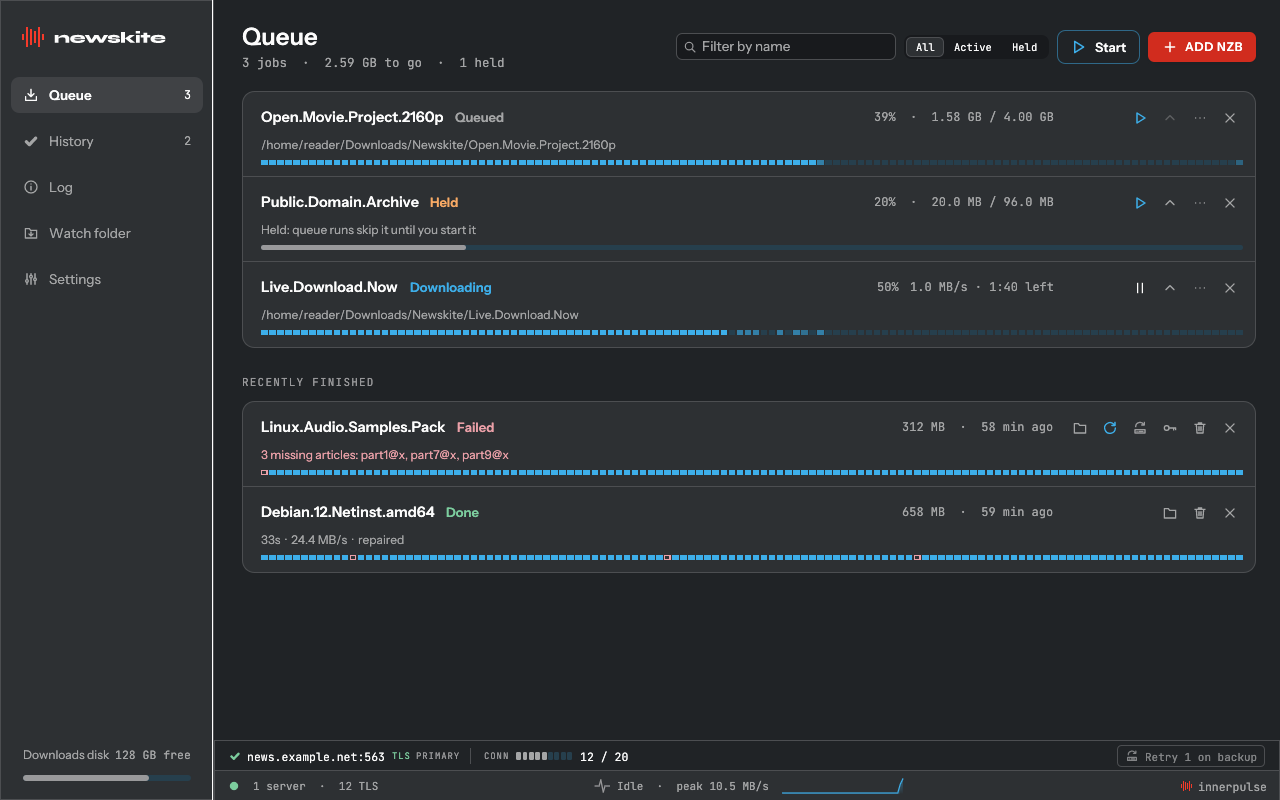 newskite
Queue 3
History 2
Log
Watch folder
Settings
Downloads disk 128 GB free
Queue
3 jobs · 2.59 GB to go · 1 held
Filter by name
All Active Held
Start
ADD NZB
Open.Movie.Project.2160p Queued 39% · 1.58 GB / 4.00 GB
/home/reader/Downloads/Newskite/Open.Movie.Project.2160p
Public.Domain.Archive Held 20% · 20.0 MB / 96.0 MB
Held: queue runs skip it until you start it
Live.Download.Now Downloading 50% 1.0 MB/s · 1:40 left
/home/reader/Downloads/Newskite/Live.Download.Now
RECENTLY FINISHED
Linux.Audio.Samples.Pack Failed 312 MB · 58 min ago
3 missing articles: part1@x, part7@x, part9@x
Debian.12.Netinst.amd64 Done 658 MB · 59 min ago
33s · 24.4 MB/s · repaired
news.example.net:563 TLS PRIMARY CONN 12 / 20 Retry 1 on backup
1 server · 12 TLS Idle · peak 10.5 MB/s innerpulse